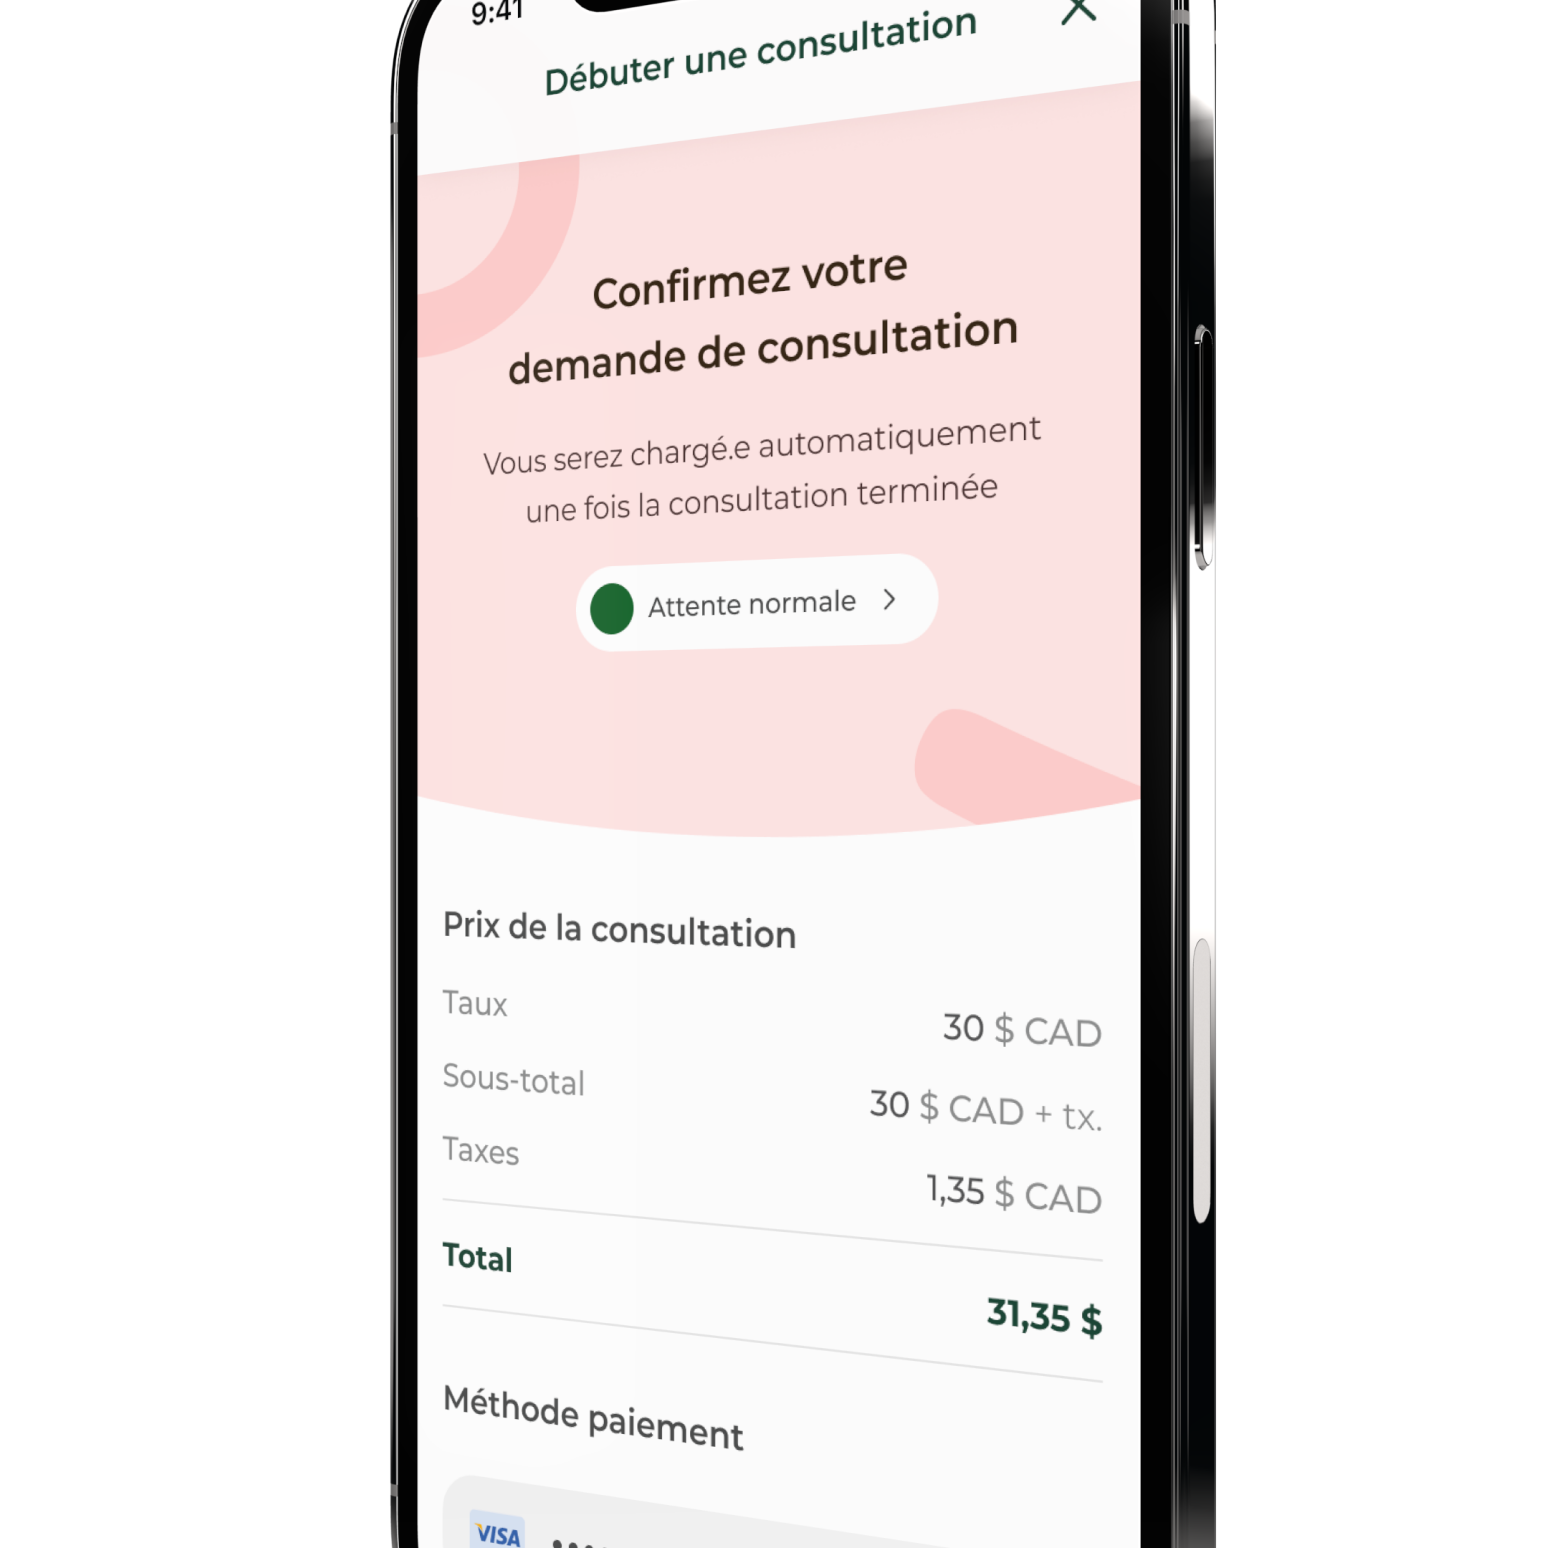 9:41
Débuter une consultation
Confirmez votre
demande de consultation
Vous serez chargé.e automatiquement
une fois la consultation terminée
Attente normale
Prix de la consultation
Taux 30 $ CAD
Sous-total 30 $ CAD + tx.
Taxes 1,35 $ CAD
Total 31,35 $
Méthode paiement
VISA